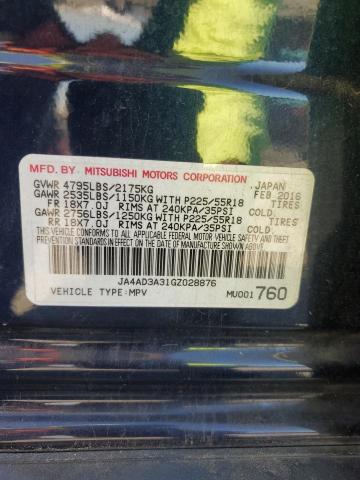 MFD. BY MITSUBISHI MOTORS CORPORATION
GVWR 4795LBS/2175KG JAPAN FEB 2016
GAWR 2535LBS/1150KG WITH P225/55R18 TIRES
FR 18X7.0J RIMS AT 240KPA/35PSI COLD.
GAWR 2756LBS/1250KG WITH P225/55R18 TIRES
RR 18X7.0J RIMS AT 240KPA/35PSI COLD.
THIS VEHICLE CONFORMS TO ALL APPLICABLE FEDERAL MOTOR VEHICLE SAFETY, BUMPER AND THEFT
PREVENTION STANDARDS IN EFFECT ON THE DATE OF MANUFACTURE SHOWN ABOVE.
JA4AD3A31GZ028876
VEHICLE TYPE:MPV MU001760